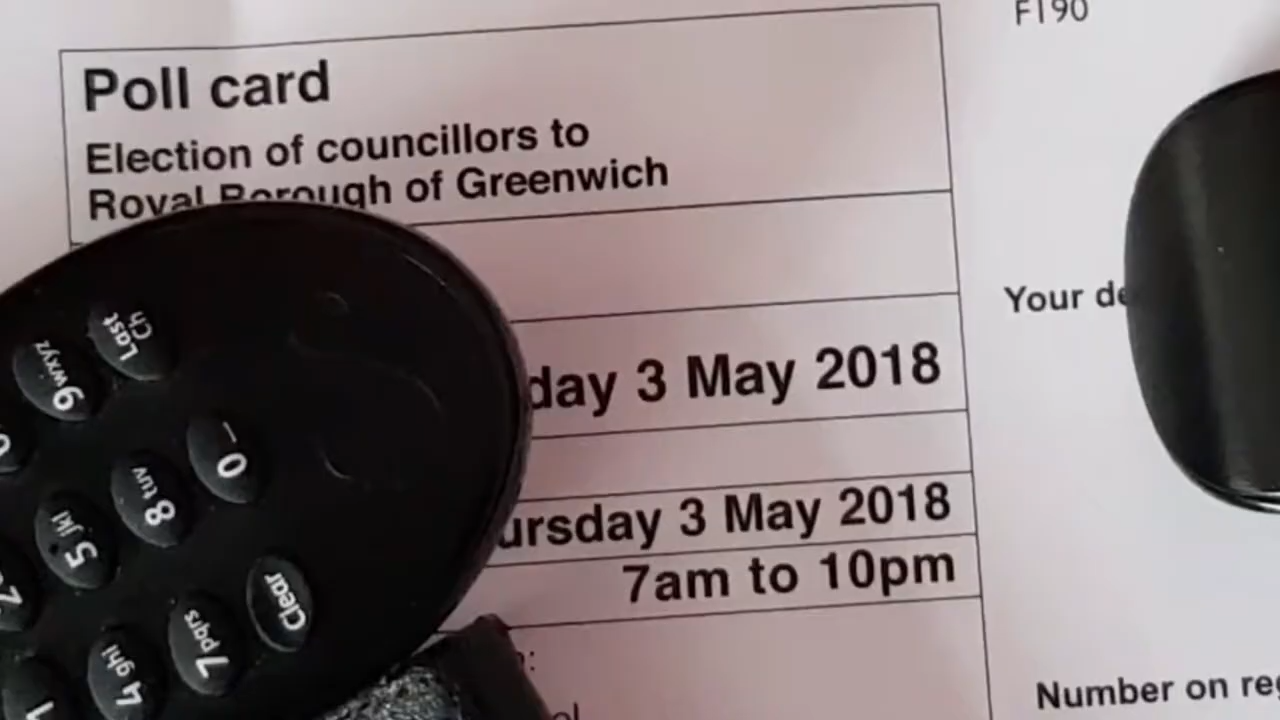 F190
Poll card
Election of councillors to
Royal Borough of Greenwich
Your
day 3 May 2018
ursday 3 May 2018
7am to 10pm
Number on
Last
Ch
9 wxyz
0
8 tuv
5 jkl
Clear
7 pqrs
4 ghi
1